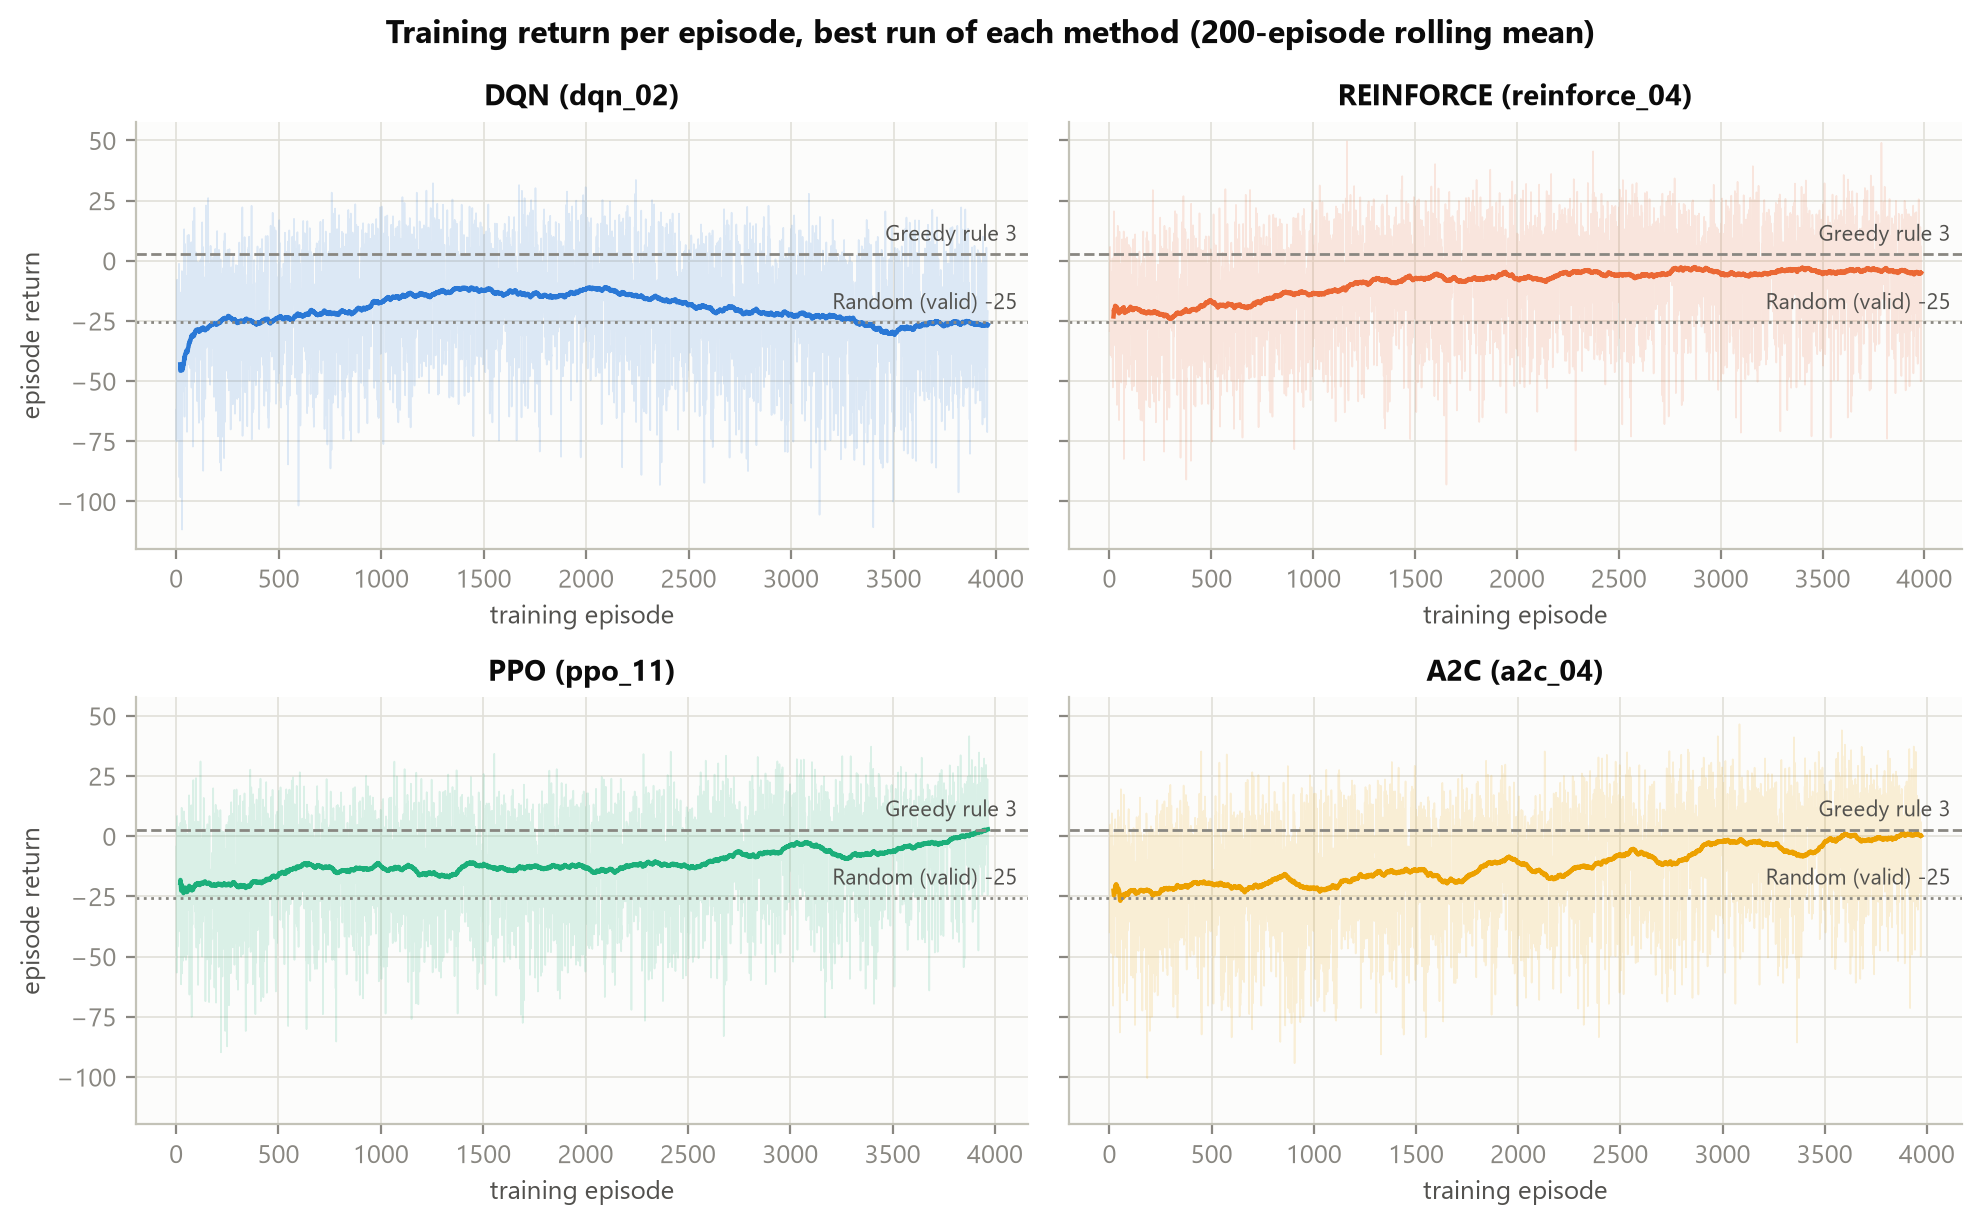 Training return per episode, best run of each method (200-episode rolling mean)
DQN (dqn_02)
50
25
0
−25
−50
−75
−100
episode return
Greedy rule 3
Random (valid) -25
0 500 1000 1500 2000 2500 3000 3500 4000
training episode
REINFORCE (reinforce_04)
Greedy rule 3
Random (valid) -25
0 500 1000 1500 2000 2500 3000 3500 4000
training episode
PPO (ppo_11)
50
25
0
−25
−50
−75
−100
episode return
Greedy rule 3
Random (valid) -25
0 500 1000 1500 2000 2500 3000 3500 4000
training episode
A2C (a2c_04)
Greedy rule 3
Random (valid) -25
0 500 1000 1500 2000 2500 3000 3500 4000
training episode